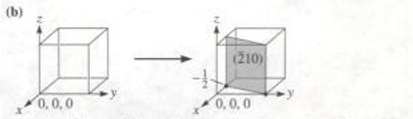 (b)
z
z
(2̅10)
−1/2
y
y
x
0, 0, 0
x
0, 0, 0